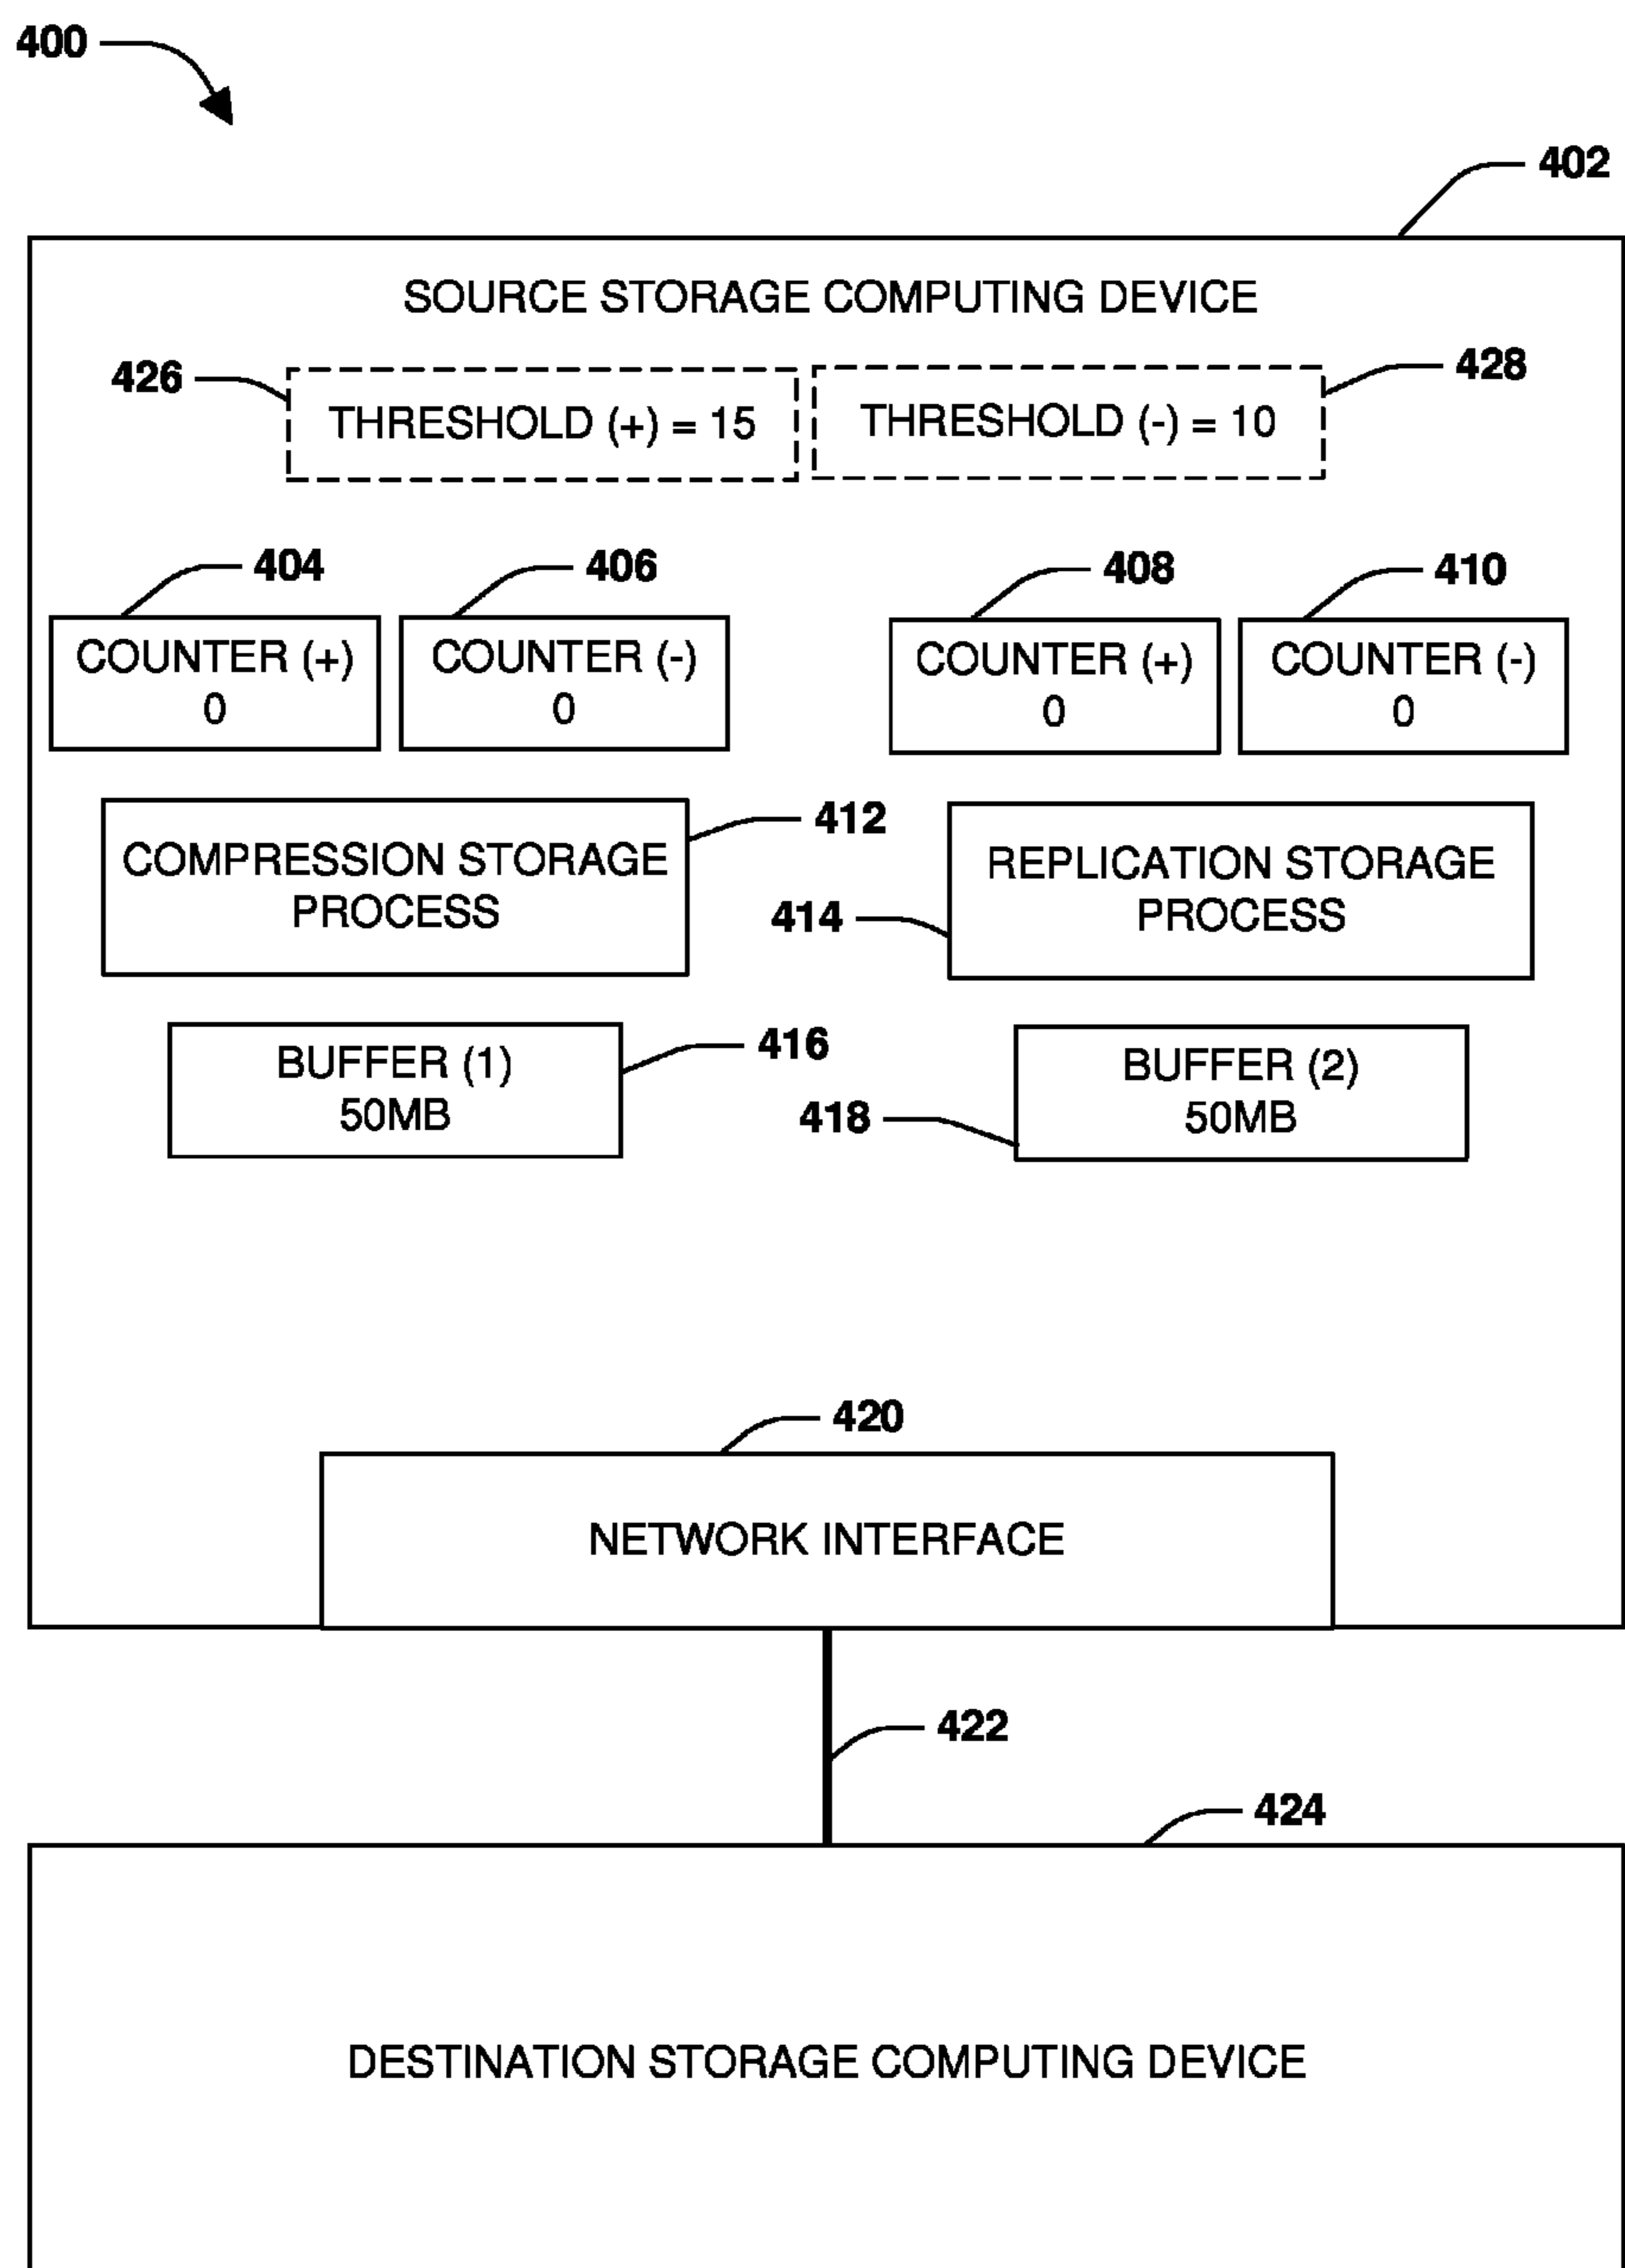 400
402
SOURCE STORAGE COMPUTING DEVICE
426
THRESHOLD (+) = 15
THRESHOLD (-) = 10
428
404
406
408
410
COUNTER (+)
0
COUNTER (-)
0
COUNTER (+)
0
COUNTER (-)
0
COMPRESSION STORAGE
PROCESS
412
414
REPLICATION STORAGE
PROCESS
BUFFER (1)
50MB
416
418
BUFFER (2)
50MB
420
NETWORK INTERFACE
422
424
DESTINATION STORAGE COMPUTING DEVICE